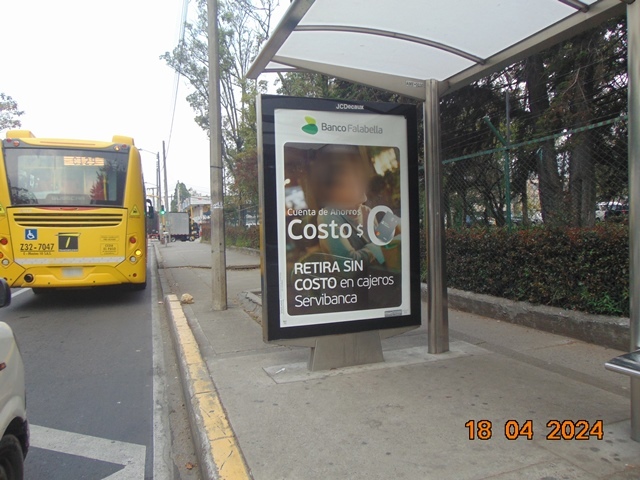 JCDecaux
Banco Falabella
Cuenta de Ahorros
Costo $0
RETIRA SIN
COSTO en cajeros
Servibanca
Z32-7047
18 04 2024